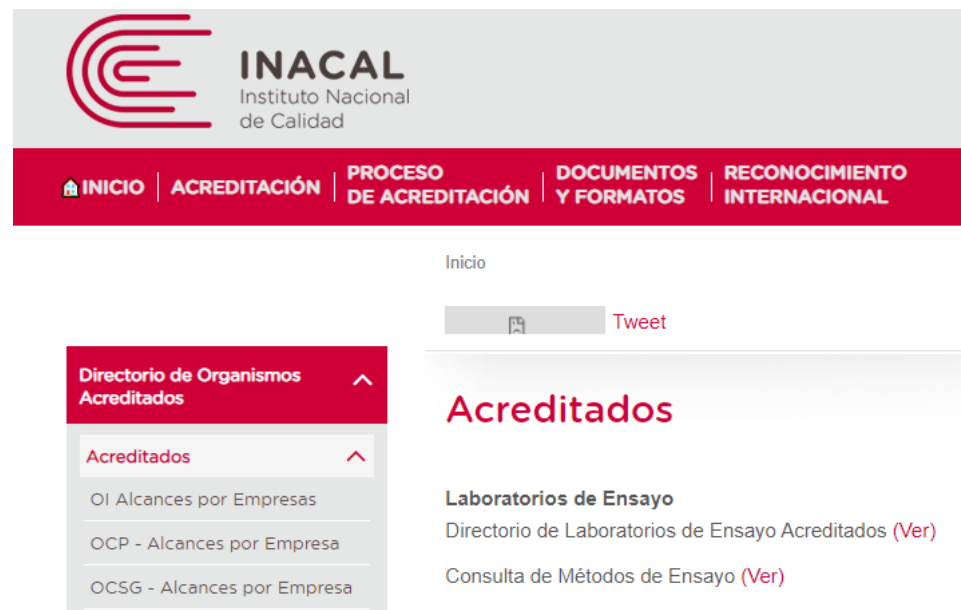 INACAL
Instituto Nacional
de Calidad
INICIO
ACREDITACIÓN
PROCESO
DE ACREDITACIÓN
DOCUMENTOS
Y FORMATOS
RECONOCIMIENTO
INTERNACIONAL
Inicio
Tweet
Directorio de Organismos
Acreditados
Acreditados
OI Alcances por Empresas
OCP - Alcances por Empresa
OCSG - Alcances por Empresa
Acreditados
Laboratorios de Ensayo
Directorio de Laboratorios de Ensayo Acreditados (Ver)
Consulta de Métodos de Ensayo (Ver)